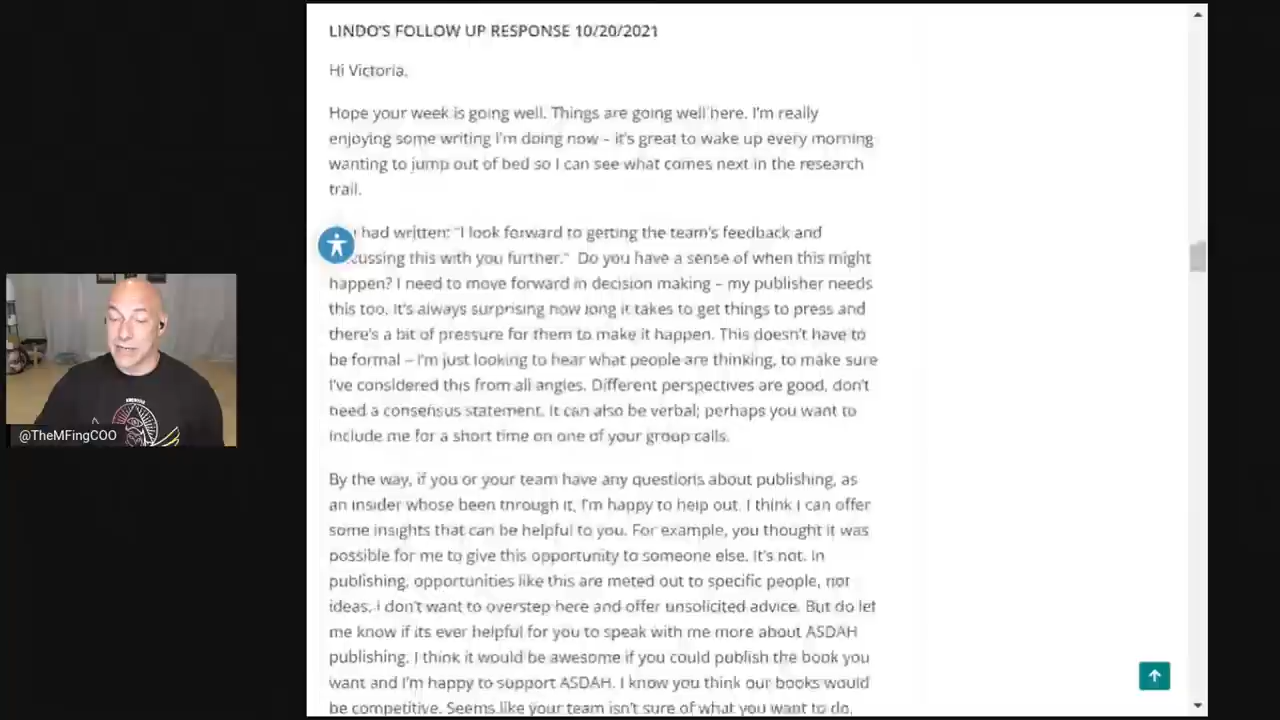 LINDO'S FOLLOW UP RESPONSE 10/20/2021
Hi Victoria,
Hope your week is going well. Things are going well here. I'm really
enjoying some writing I'm doing now – it's great to wake up every morning
wanting to jump out of bed so I can see what comes next in the research
trail.
had written: "I look forward to getting the team's feedback and
cussing this with you further." Do you have a sense of when this might
happen? I need to move forward in decision making – my publisher needs
this too. It's always surprising how long it takes to get things to press and
there's a bit of pressure for them to make it happen. This doesn't have to
be formal – I'm just looking to hear what people are thinking, to make sure
I've considered this from all angles. Different perspectives are good, don't
need a consensus statement. It can also be verbal; perhaps you want to
include me for a short time on one of your group calls.
By the way, if you or your team have any questions about publishing, as
an insider whose been through it, I'm happy to help out. I think I can offer
some insights that can be helpful to you. For example, you thought it was
possible for me to give this opportunity to someone else. It's not. In
publishing, opportunities like this are meted out to specific people, not
ideas. I don't want to overstep here and offer unsolicited advice. But do let
me know if its ever helpful for you to speak with me more about ASDAH
publishing. I think it would be awesome if you could publish the book you
want and I'm happy to support ASDAH. I know you think our books would
be competitive. Seems like your team isn't sure of what you want to do,
@TheMFingCOO